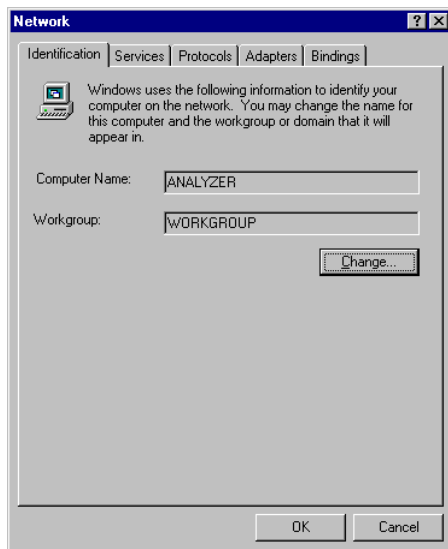 Network
Identification Services Protocols Adapters Bindings
Windows uses the following information to identify your
computer on the network. You may change the name for
this computer and the workgroup or domain that it will
appear in.
Computer Name: ANALYZER
Workgroup: WORKGROUP
Change...
OK Cancel